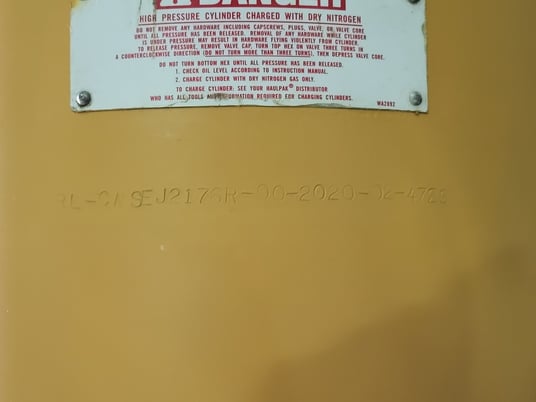 DANGER
HIGH PRESSURE CYLINDER CHARGED WITH DRY NITROGEN
DO NOT REMOVE ANY HARDWARE INCLUDING CAPSCREWS, PLUGS, VALVE, OR VALVE CORE
UNTIL ALL PRESSURE HAS BEEN RELEASED. REMOVAL OF ANY HARDWARE WHILE CYLINDER
IS UNDER PRESSURE MAY RESULT IN HARDWARE FLYING VIOLENTLY FROM CYLINDER.
TO RELEASE PRESSURE, REMOVE VALVE CAP, TURN TOP HEX ON VALVE THREE TURNS IN
A COUNTERCLOCKWISE DIRECTION (DO NOT TURN MORE THAN THREE TURNS), THEN DEPRESS VALVE CORE.
DO NOT TURN BOTTOM HEX UNTIL ALL PRESSURE HAS BEEN RELEASED.
1. CHECK OIL LEVEL ACCORDING TO INSTRUCTION MANUAL.
2. CHARGE CYLINDER WITH DRY NITROGEN GAS ONLY.
TO CHARGE CYLINDER: SEE YOUR HAULPAK® DISTRIBUTOR
WHO HAS ALL TOOLS AND INFORMATION REQUIRED FOR CHARGING CYLINDERS.
WA2892